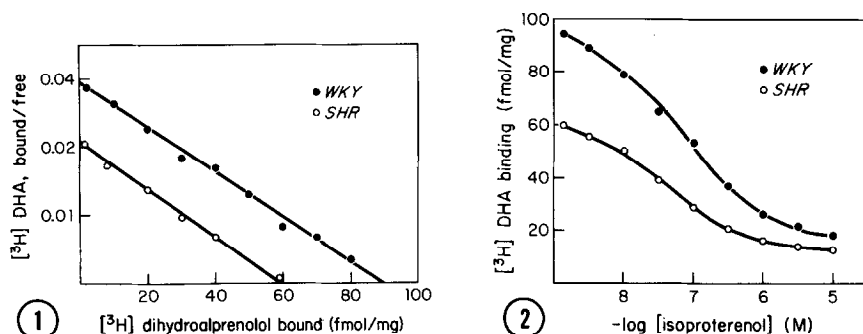 [³H] DHA, bound/free
0.04
0.02
0.01
● WKY
○ SHR
20 40 60 80 100
[³H] dihydroalprenolol bound (fmol/mg)
1
[³H] DHA binding (fmol/mg)
100
80
60
40
20
● WKY
○ SHR
8 7 6 5
-log [isoproterenol] (M)
2